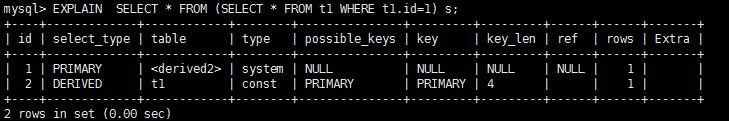 mysql> EXPLAIN  SELECT * FROM (SELECT * FROM t1 WHERE t1.id=1) s;
+----+-------------+------------+--------+---------------+---------+---------+------+------+-------+
| id | select_type | table      | type   | possible_keys | key     | key_len | ref  | rows | Extra |
+----+-------------+------------+--------+---------------+---------+---------+------+------+-------+
|  1 | PRIMARY     | <derived2> | system | NULL          | NULL    | NULL    | NULL |    1 |       |
|  2 | DERIVED     | t1         | const  | PRIMARY       | PRIMARY | 4       |      |    1 |       |
+----+-------------+------------+--------+---------------+---------+---------+------+------+-------+
2 rows in set (0.00 sec)